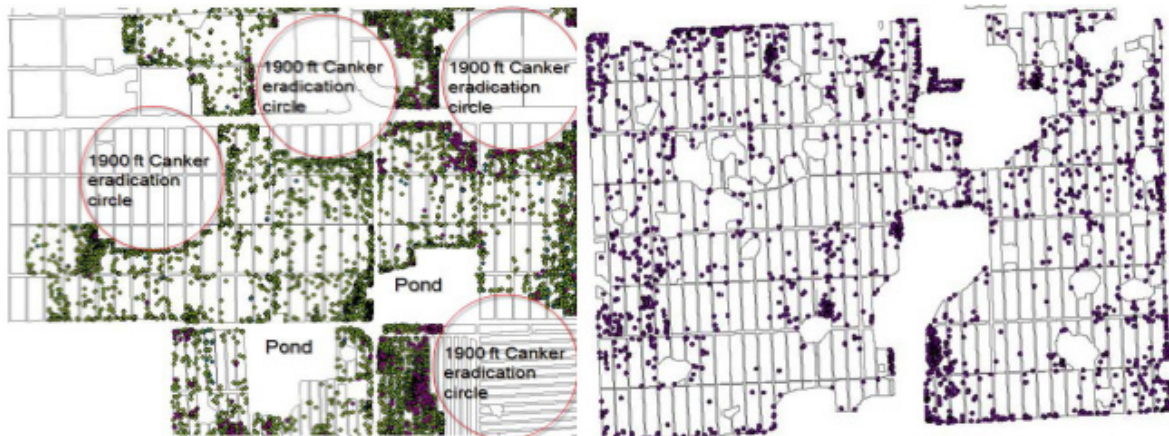 1900 ft Canker
eradication
circle
1900 ft Canker
eradication
circle
1900 ft Canker
eradication
circle
Pond
Pond
1900 ft Canker
eradication
circle